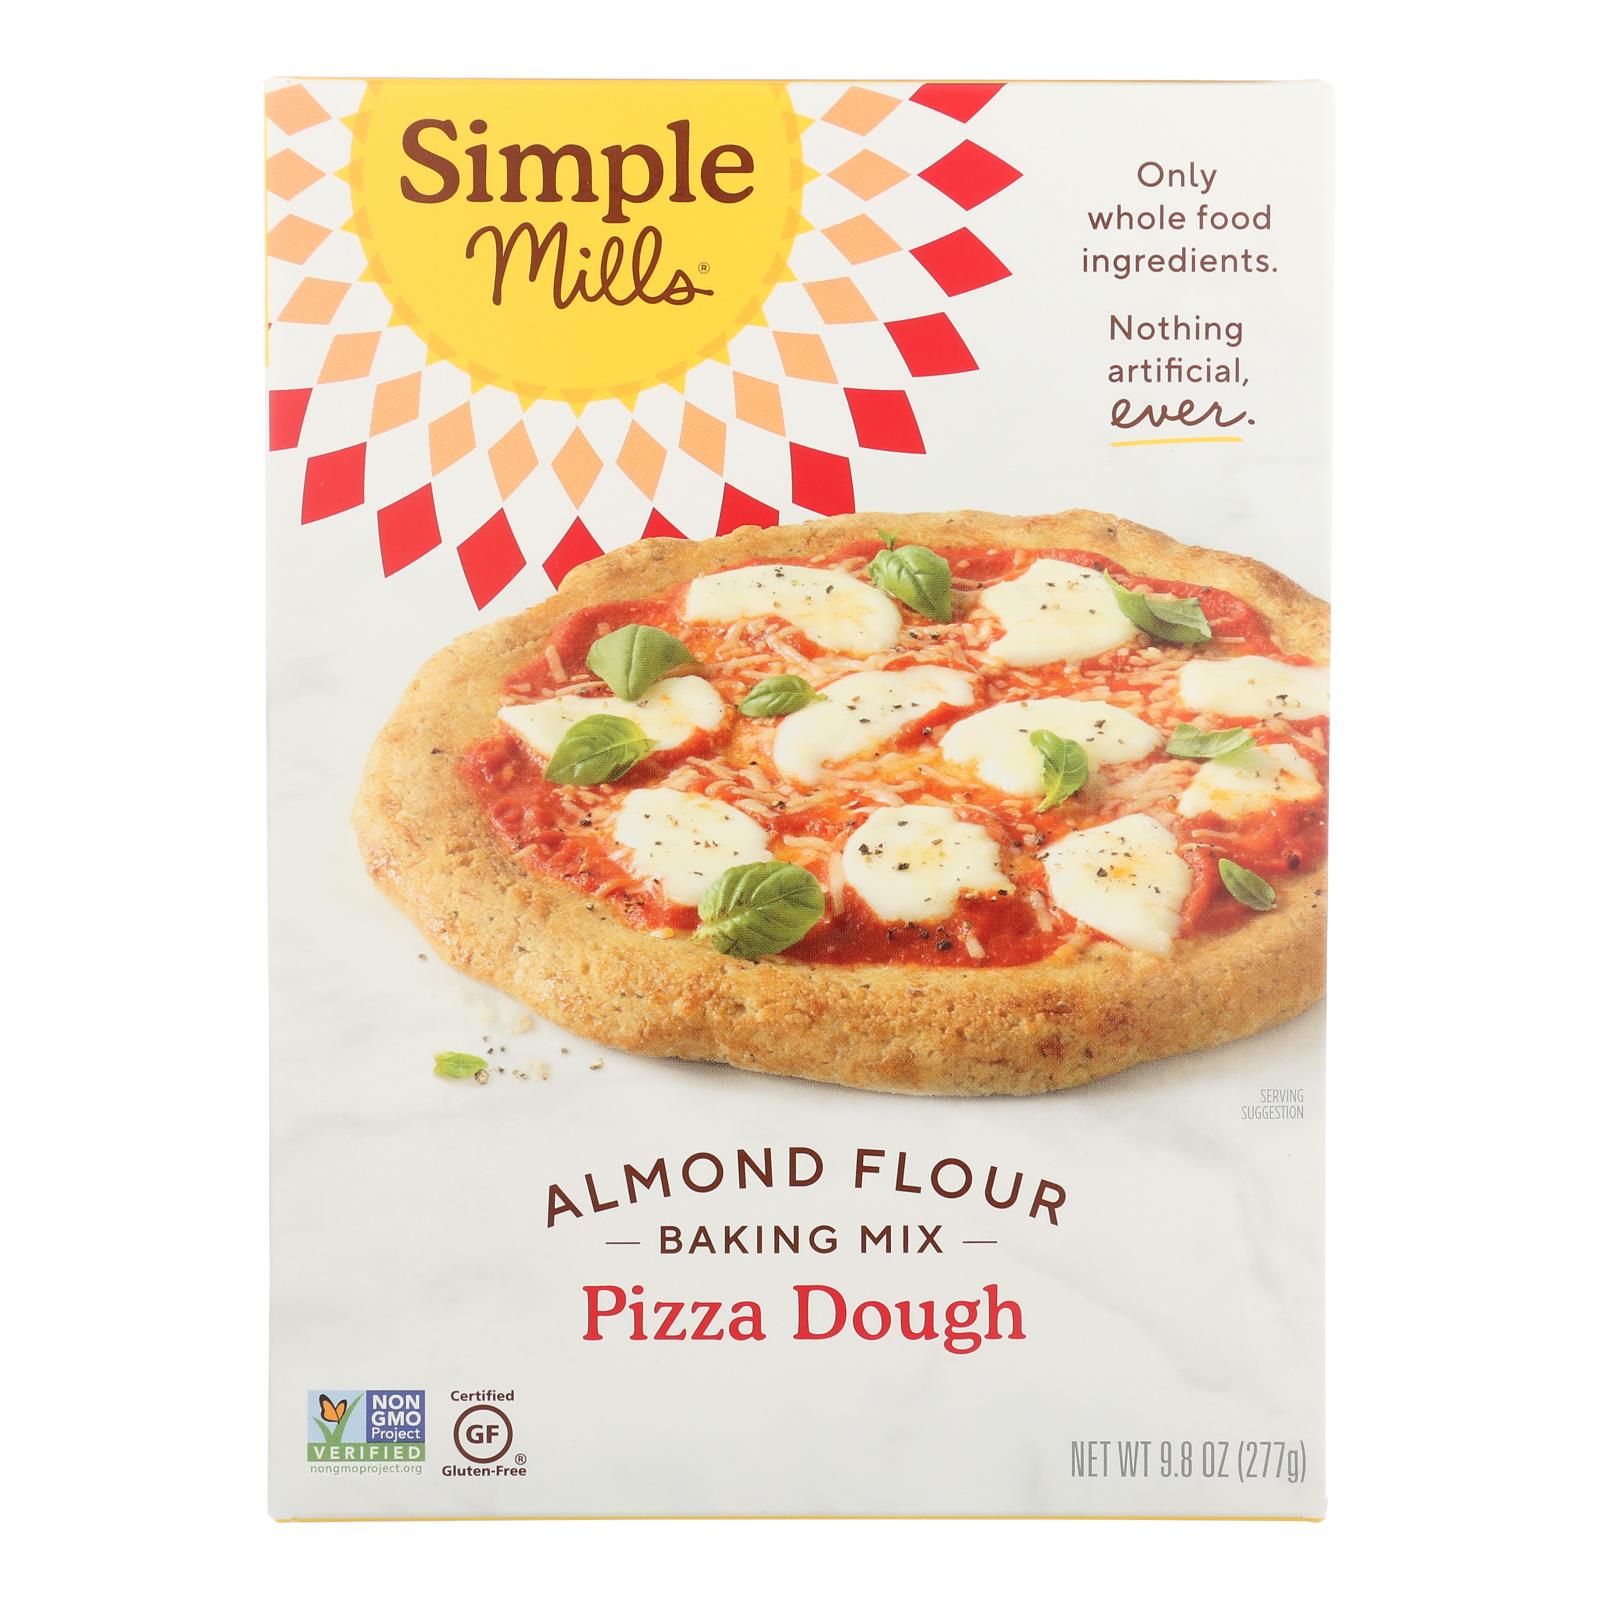 Simple
Mills®
Only
whole food
ingredients.
Nothing
artificial,
ever.
SERVING
SUGGESTION
ALMOND FLOUR
BAKING MIX
Pizza Dough
NON
GMO
Project
VERIFIED
nongmoproject.org
Certified
GF
®
Gluten-Free
NET WT 9.8 OZ (277g)